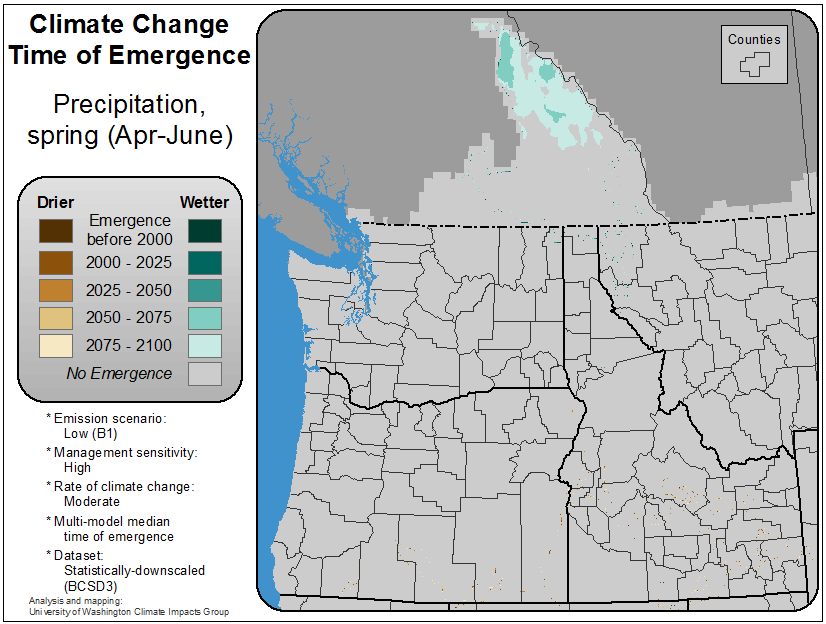 Climate Change
Time of Emergence
Precipitation,
spring (Apr-June)
Drier
Wetter
Emergence
before 2000
2000 - 2025
2025 - 2050
2050 - 2075
2075 - 2100
No Emergence
* Emission scenario:
Low (B1)
* Management sensitivity:
High
* Rate of climate change:
Moderate
* Multi-model median
time of emergence
* Dataset:
Statistically-downscaled
(BCSD3)
Analysis and mapping:
University of Washington Climate Impacts Group
Counties